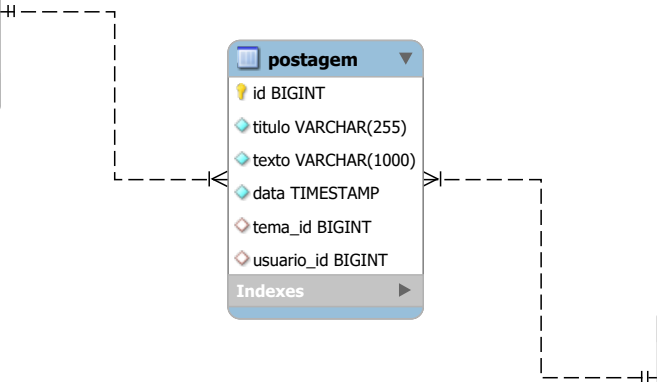 postagem
id BIGINT
titulo VARCHAR(255)
texto VARCHAR(1000)
data TIMESTAMP
tema_id BIGINT
usuario_id BIGINT
Indexes